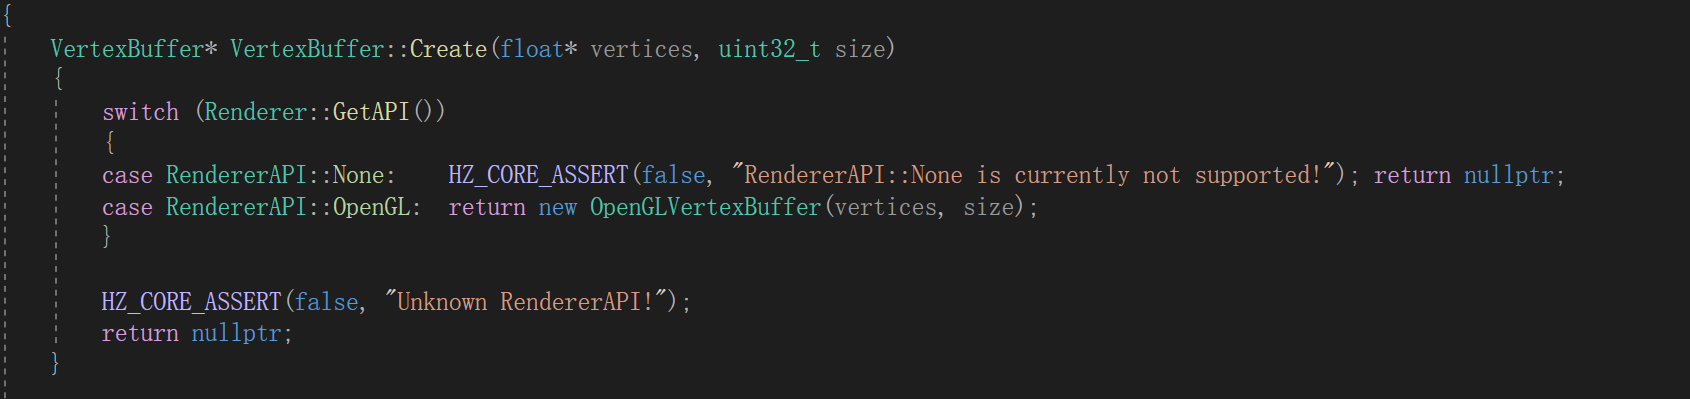 {
VertexBuffer* VertexBuffer::Create(float* vertices, uint32_t size)
{
switch (Renderer::GetAPI())
{
case RendererAPI::None:    HZ_CORE_ASSERT(false, "RendererAPI::None is currently not supported!"); return nullptr;
case RendererAPI::OpenGL:  return new OpenGLVertexBuffer(vertices, size);
}
HZ_CORE_ASSERT(false, "Unknown RendererAPI!");
return nullptr;
}